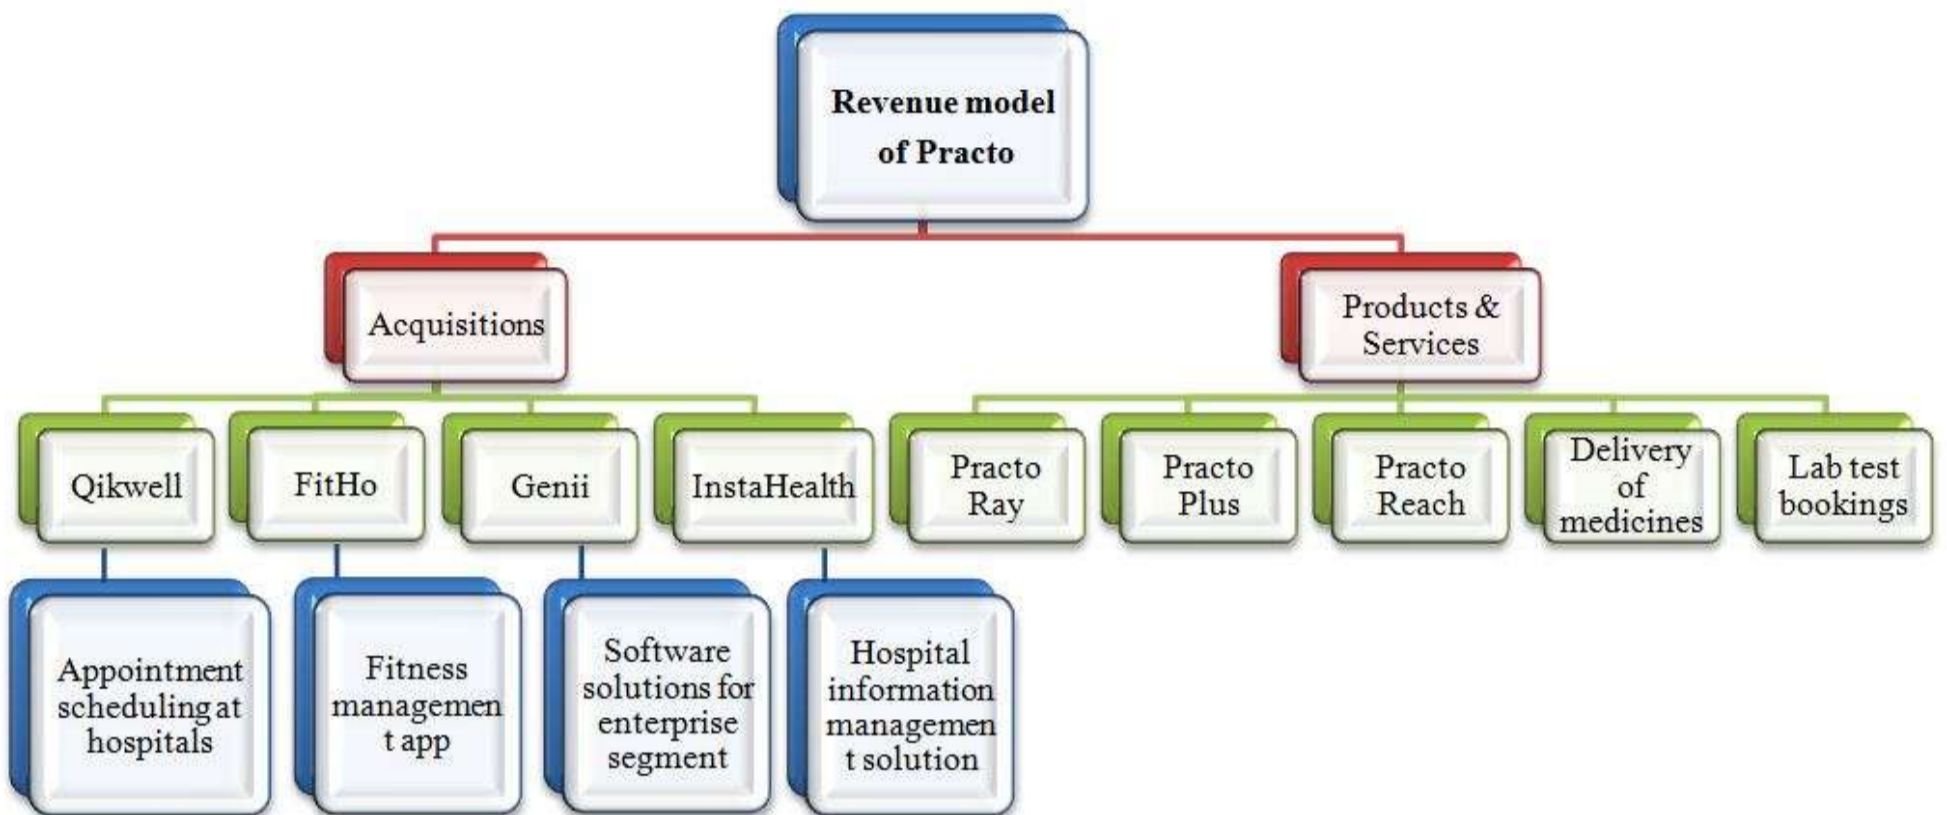 Revenue model
of Practo
Acquisitions
Products &
Services
Qikwell
FitHo
Genii
InstaHealth
Practo
Ray
Practo
Plus
Practo
Reach
Delivery
of
medicines
Lab test
bookings
Appointment
scheduling at
hospitals
Fitness
managemen
t app
Software
solutions for
enterprise
segment
Hospital
information
managemen
t solution